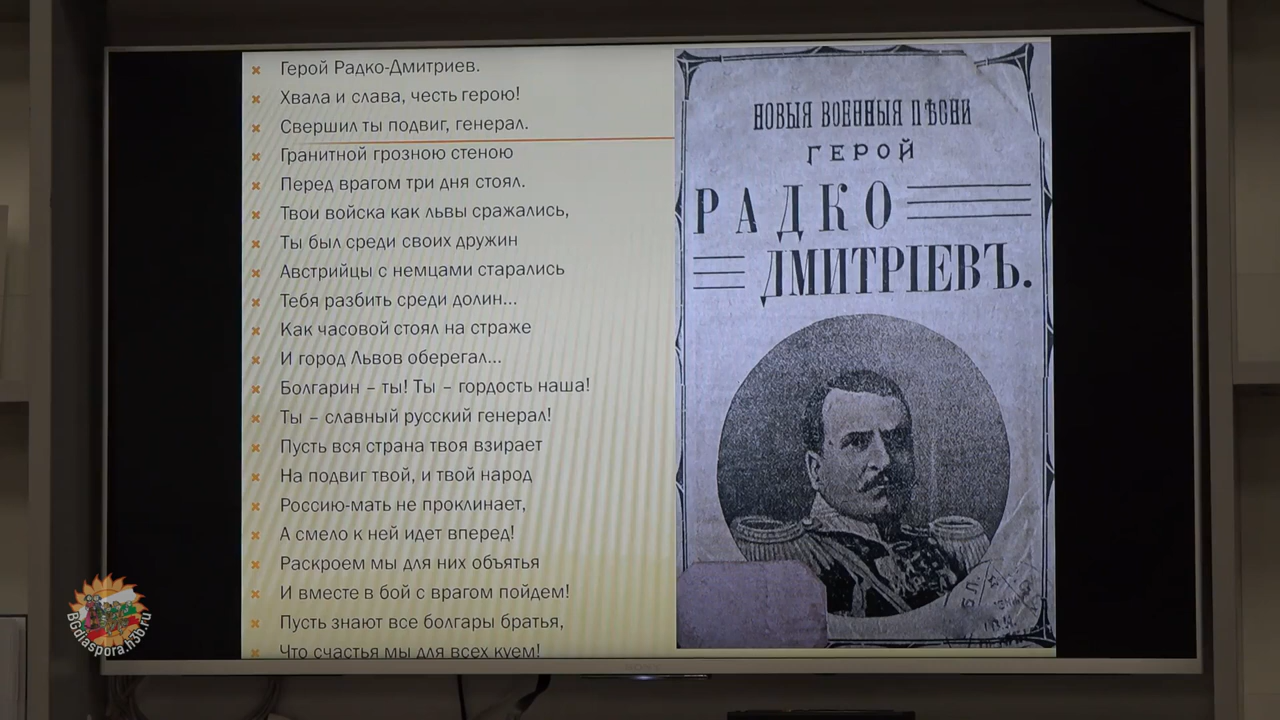 Герой Радко-Дмитриев.
Хвала и слава, честь герою!
Свершил ты подвиг, генерал.
Гранитной грозною стеною
Перед врагом три дня стоял.
Твои войска как львы сражались,
Ты был среди своих дружин
Австрийцы с немцами старались
Тебя разбить среди долин...
Как часовой стоял на страже
И город Львов оберегал...
Болгарин – ты! Ты – гордость наша!
Ты – славный русский генерал!
Пусть вся страна твоя взирает
На подвиг твой, и твой народ
Россию-мать не проклинает,
А смело к ней идет вперед!
Раскроем мы для них объятья
И вместе в бой с врагом пойдем!
Пусть знают все болгары братья,
Что счастья мы для всех куем!
НОВЫЯ ВОЕННЫЯ ПѢСНИ
ГЕРОЙ
РАДКО
ДМИТРІЕВЪ.
SONY
BGdiaspora.h3b.ru